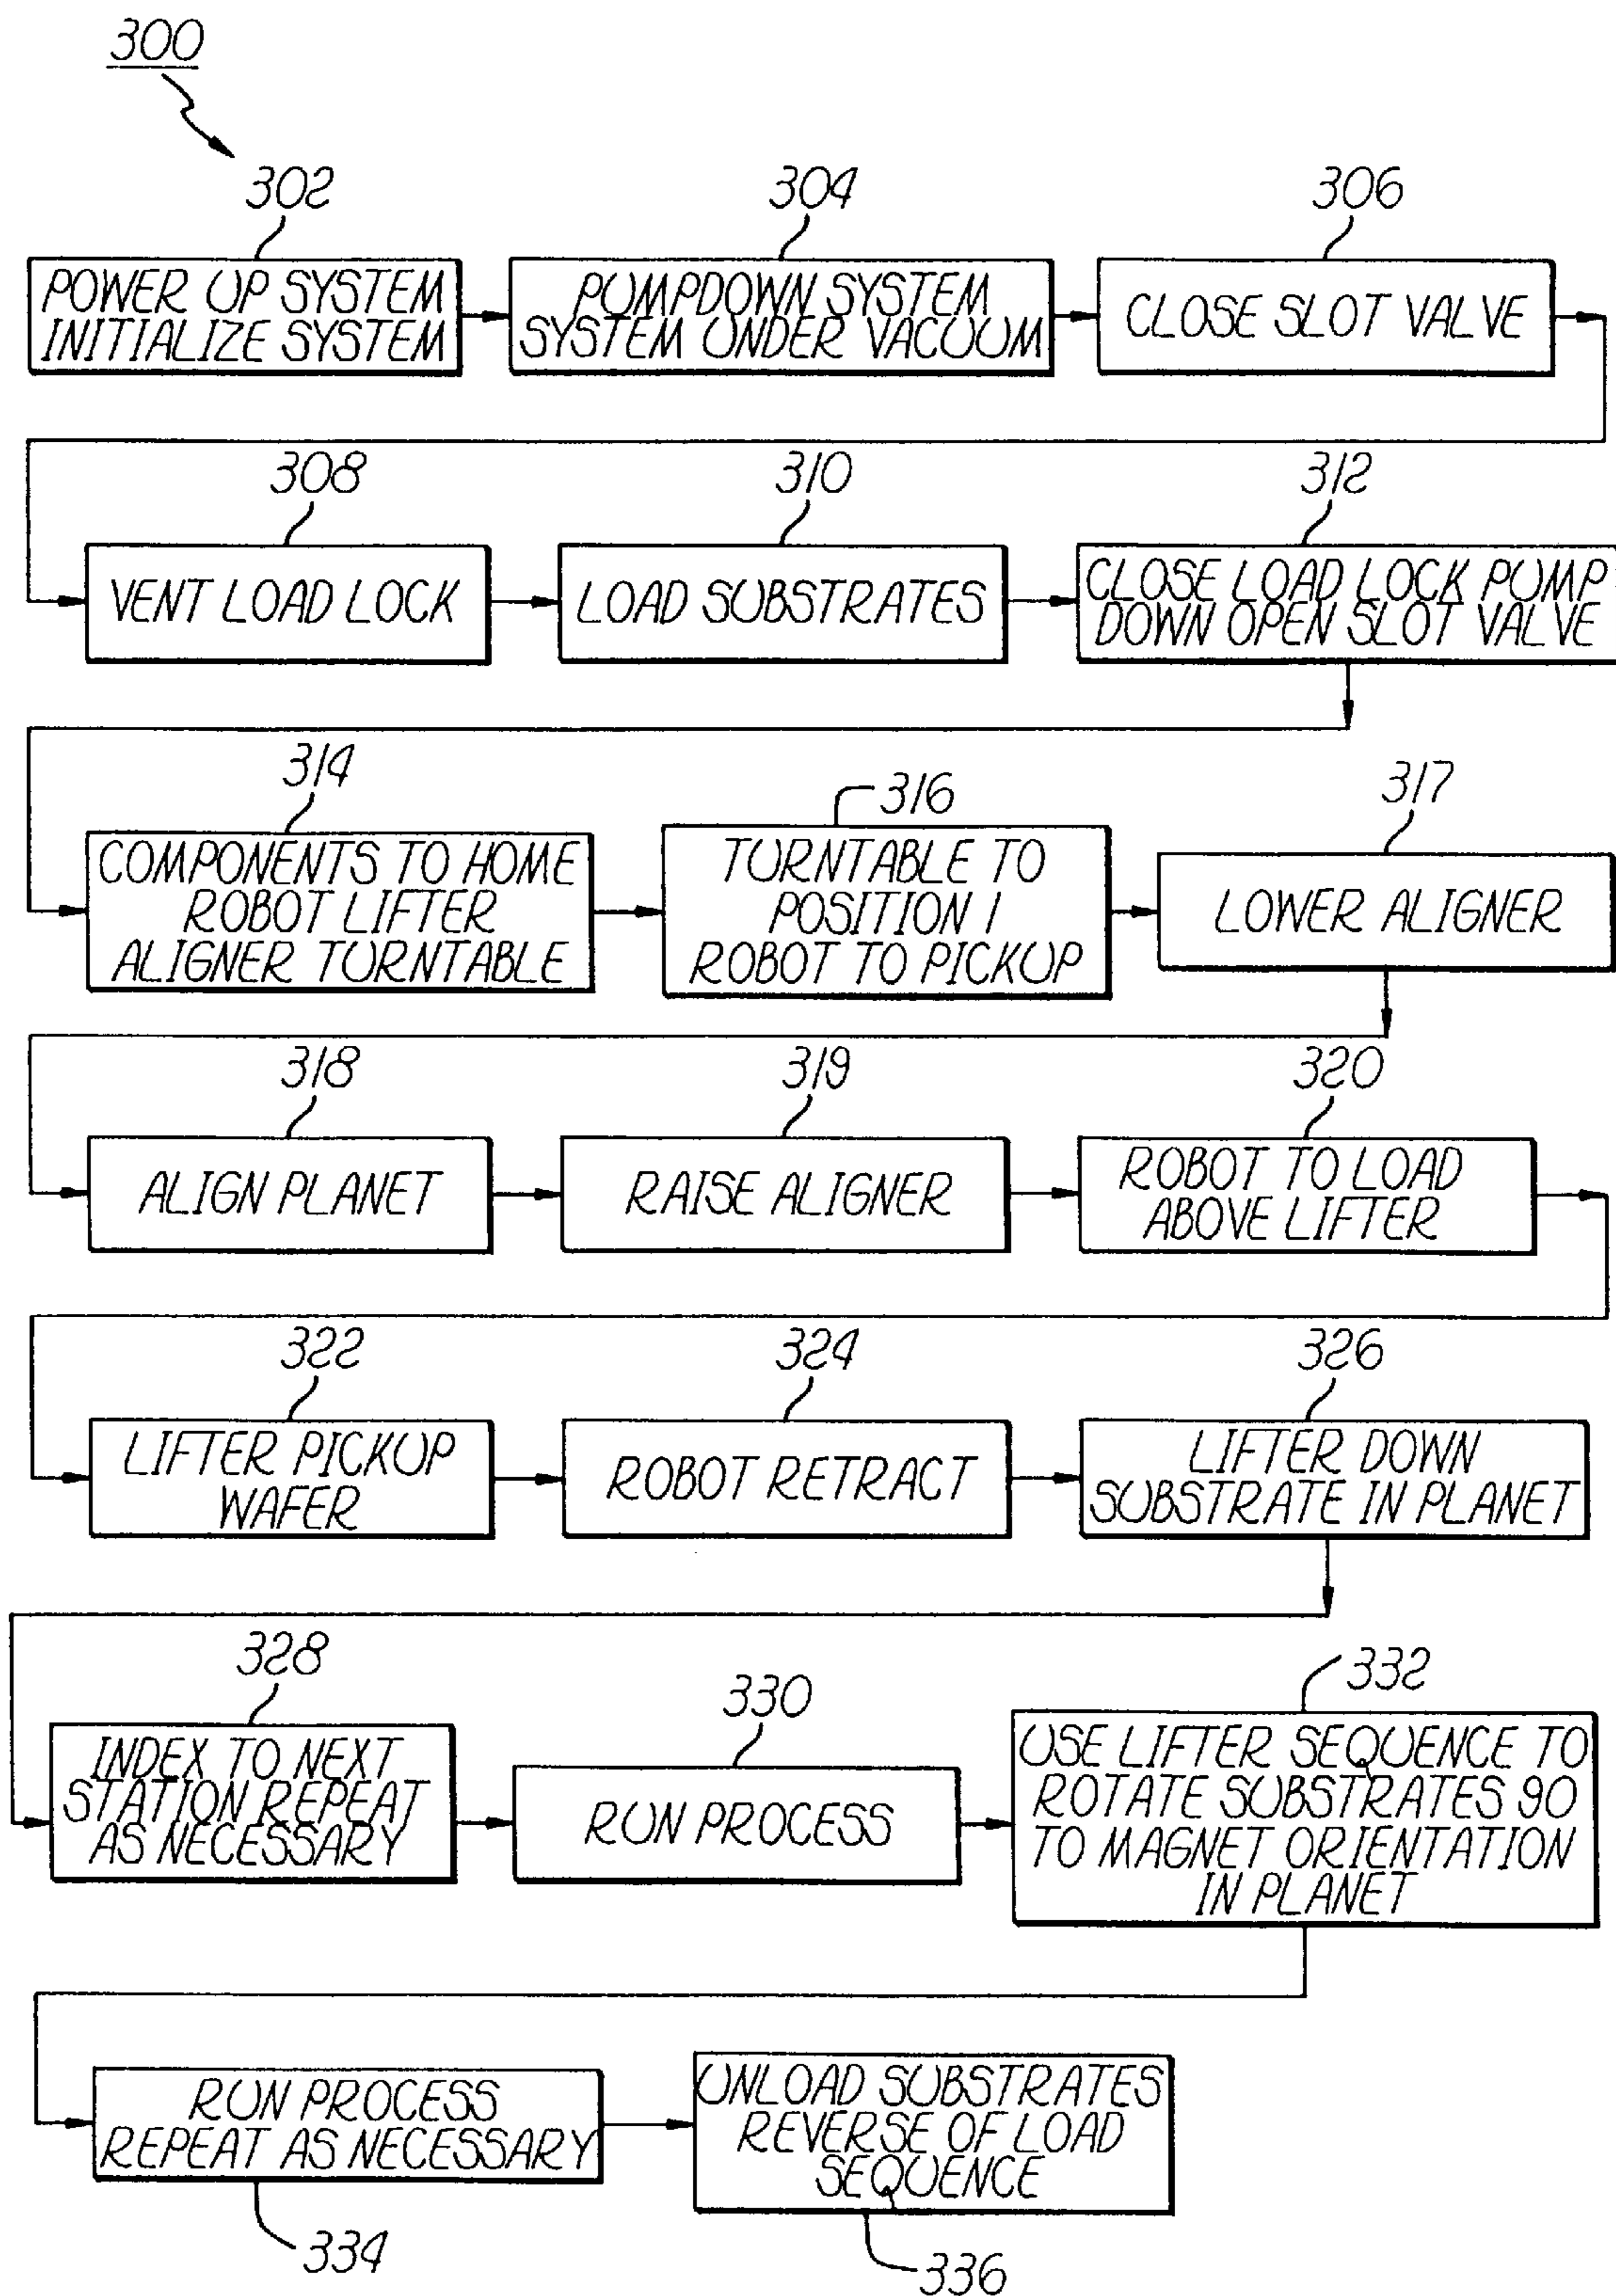 300
302
304
306
POWER UP SYSTEM
INITIALIZE SYSTEM
PUMPDOWN SYSTEM
SYSTEM UNDER VACUUM
CLOSE SLOT VALVE
308
310
312
VENT LOAD LOCK
LOAD SUBSTRATES
CLOSE LOAD LOCK PUMP
DOWN OPEN SLOT VALVE
314
316
317
COMPONENTS TO HOME
ROBOT LIFTER
ALIGNER TURNTABLE
TURNTABLE TO
POSITION 1
ROBOT TO PICKUP
LOWER ALIGNER
318
319
320
ALIGN PLANET
RAISE ALIGNER
ROBOT TO LOAD
ABOVE LIFTER
322
324
326
LIFTER PICKUP
WAFER
ROBOT RETRACT
LIFTER DOWN
SUBSTRATE IN PLANET
328
330
332
INDEX TO NEXT
STATION REPEAT
AS NECESSARY
RUN PROCESS
USE LIFTER SEQUENCE TO
ROTATE SUBSTRATES 90
TO MAGNET ORIENTATION
IN PLANET
RUN PROCESS
REPEAT AS NECESSARY
334
UNLOAD SUBSTRATES
REVERSE OF LOAD
SEQUENCE
336